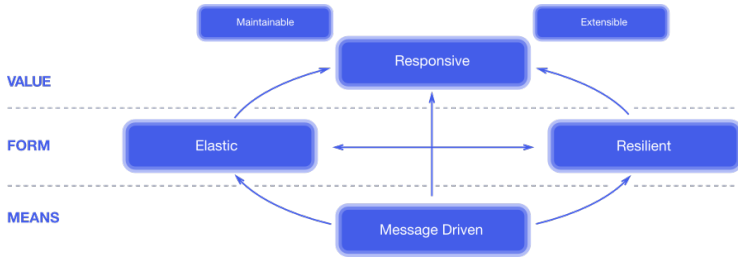 Maintainable
Extensible
Responsive
VALUE
FORM
Elastic
Resilient
MEANS
Message Driven